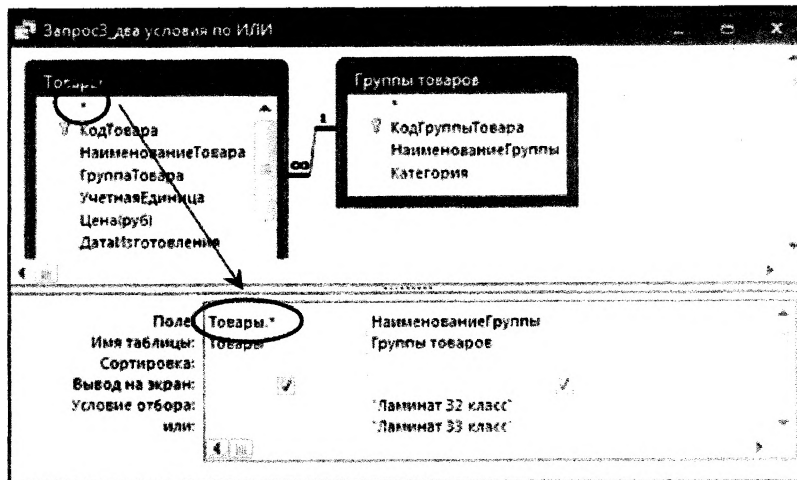 Запрос3_два условия по ИЛИ
Товары
*
КодТовара
НаименованиеТовара
ГруппаТовара
УчетнаяЕдиница
Цена(руб)
ДатаИзготовления
1
∞
Группы товаров
*
КодГруппыТовара
НаименованиеГруппы
Категория
Поле: Товары.* НаименованиеГруппы
Имя таблицы: Товары Группы товаров
Сортировка:
Вывод на экран:
Условие отбора: "Ламинат 32 класс"
или: "Ламинат 33 класс"